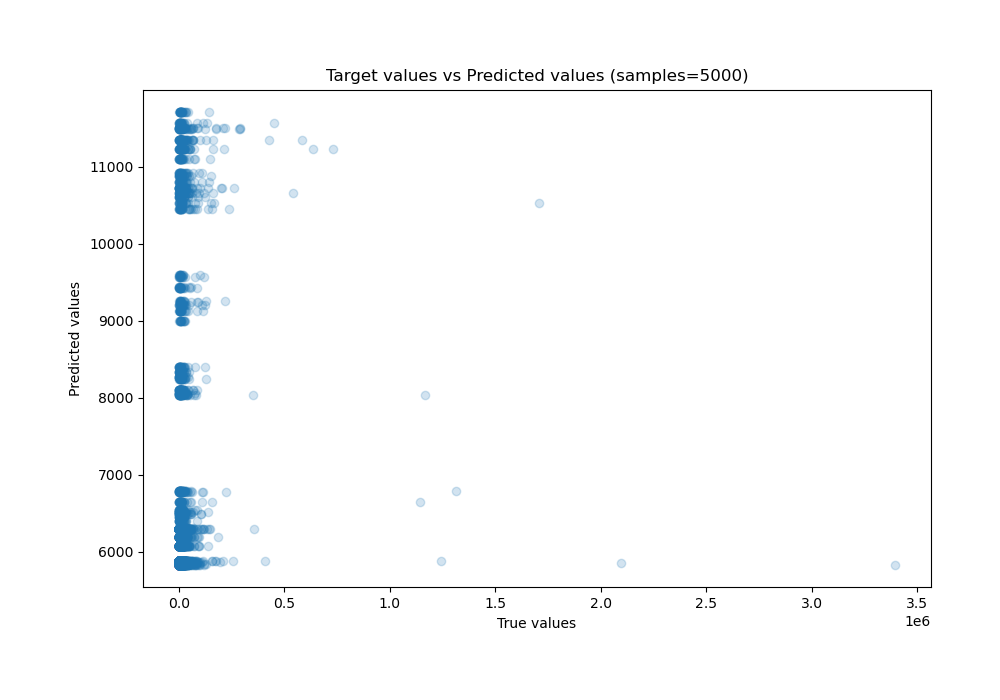 Target values vs Predicted values (samples=5000)
Predicted values
11000
10000
9000
8000
7000
6000
0.0 0.5 1.0 1.5 2.0 2.5 3.0 3.5
1e6
True values